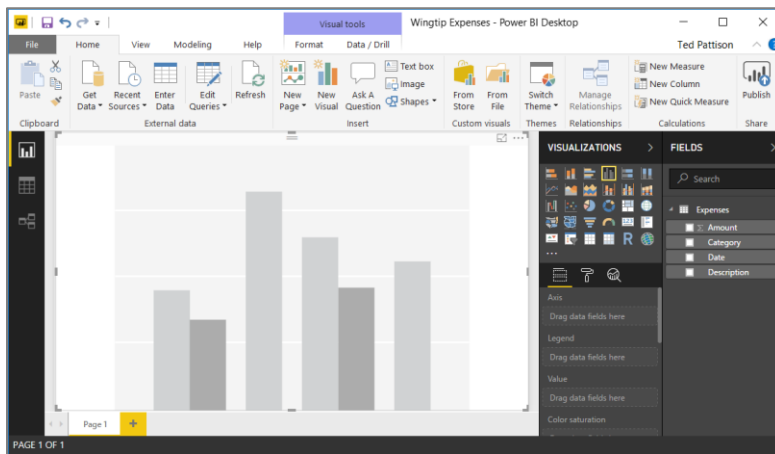 Visual tools
Wingtip Expenses - Power BI Desktop
File Home View Modeling Help Format Data / Drill Ted Pattison
Paste
Get Data
Recent Sources
Enter Data
Edit Queries
Refresh
New Page
New Visual
Ask A Question
Text box
Image
Shapes
From Store
From File
Switch Theme
Manage Relationships
New Measure
New Column
New Quick Measure
Publish
Clipboard External data Insert Custom visuals Themes Relationships Calculations Share
VISUALIZATIONS
R
Axis
Drag data fields here
Legend
Drag data fields here
Value
Drag data fields here
Color saturation
FIELDS
Search
Expenses
Amount
Category
Date
Description
Page 1
PAGE 1 OF 1